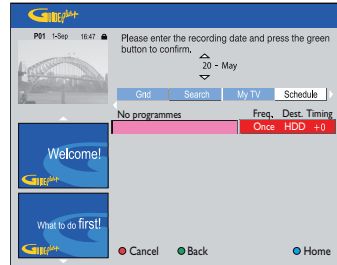 GUIDE Plus+
P01 1-Sep 16:47
Please enter the recording date and press the green
button to confirm.
20 - May
Grid Search My TV Schedule
No programmes Freq. Dest. Timing
Once HDD +0
Welcome!
GUIDE Plus+
What to do first!
GUIDE Plus+
Cancel Back Home